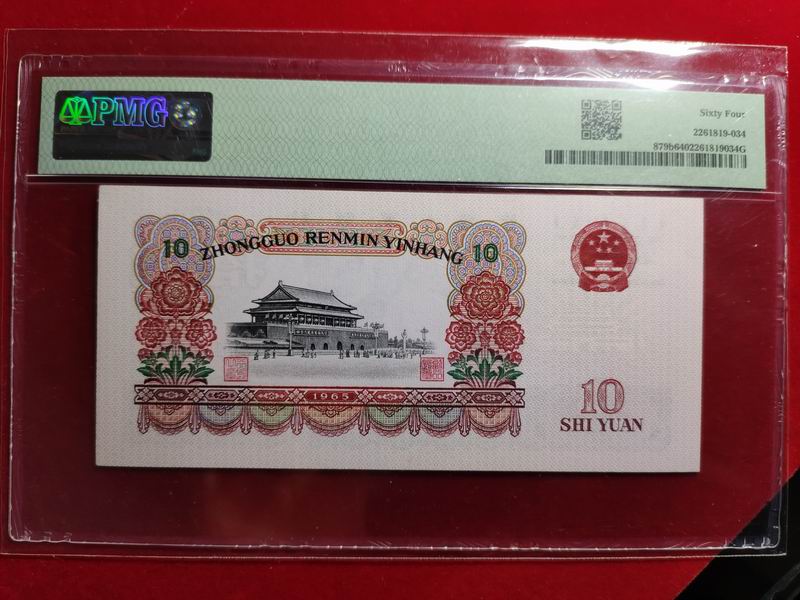 PMG
Sixty Four
2261819-034
879b6402261819034G
10 ZHONGGUO RENMIN YINHANG 10
1965
10
SHI YUAN